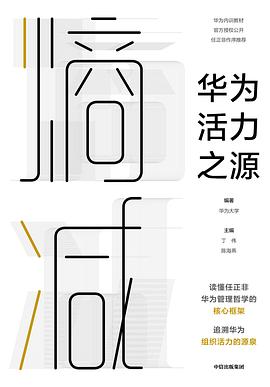 熵减
华为内训教材
官方授权公开
任正非作序推荐
华为
活力
之源
编著
华为大学
主编
丁 伟
陈海燕
读懂任正非
华为管理哲学的
核心框架
追溯华为
组织活力的源泉
中信出版集团